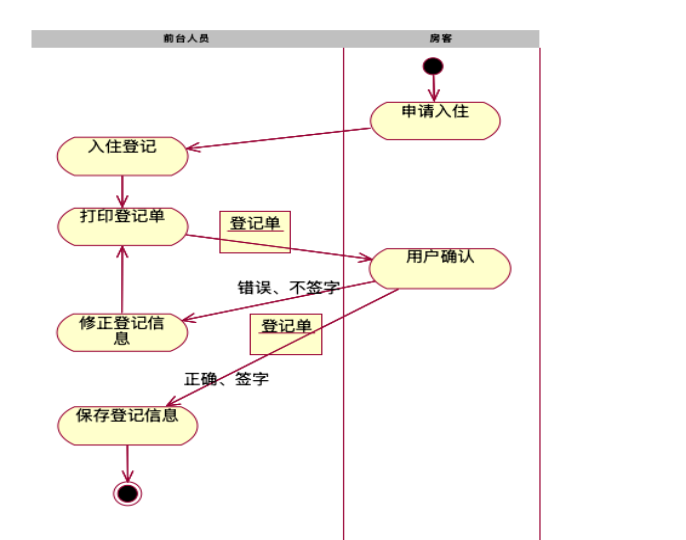 前台人员
房客
申请入住
入住登记
打印登记单
登记单
用户确认
错误、不签字
修正登记信
息
登记单
正确、签字
保存登记信息